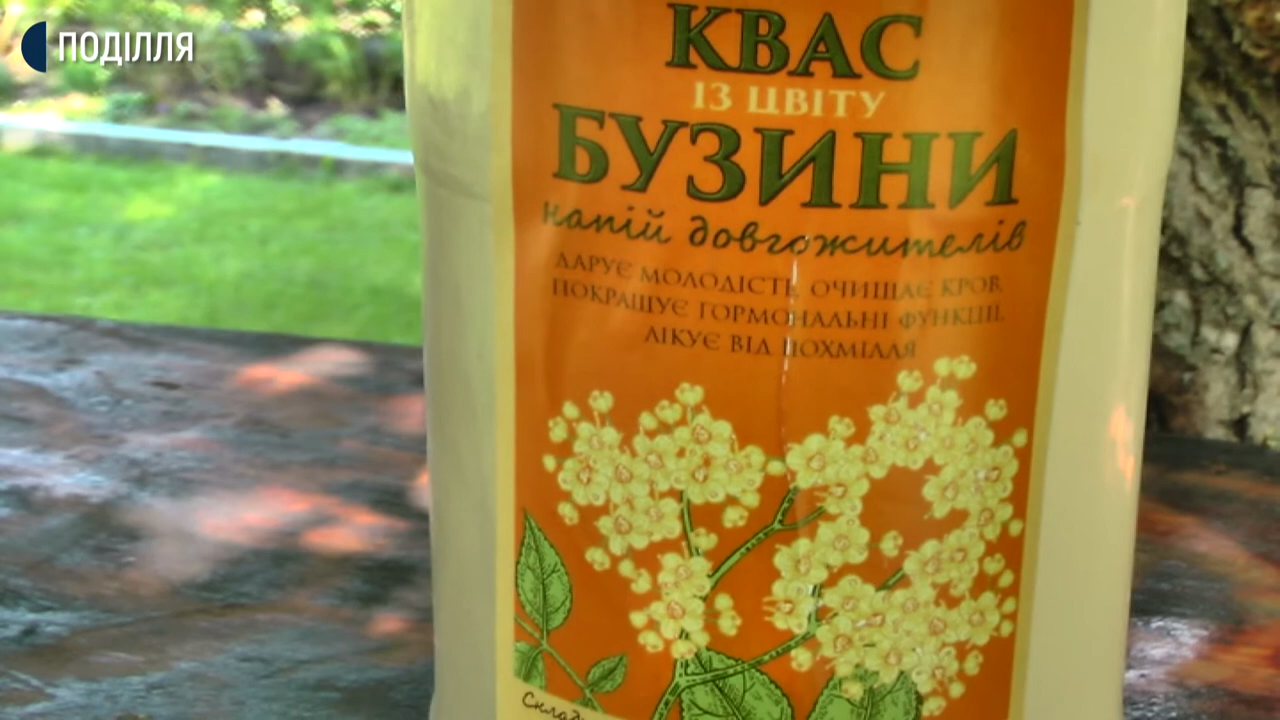 ПОДІЛЛЯ
КВАС
ІЗ ЦВІТУ
БУЗИНИ
напій довгожителів
ДАРУЄ МОЛОДІСТЬ, ОЧИЩАЄ КРОВ,
ПОКРАЩУЄ ГОРМОНАЛЬНІ ФУНКЦІЇ,
ЛІКУЄ ВІД ПОХМІЛЛЯ